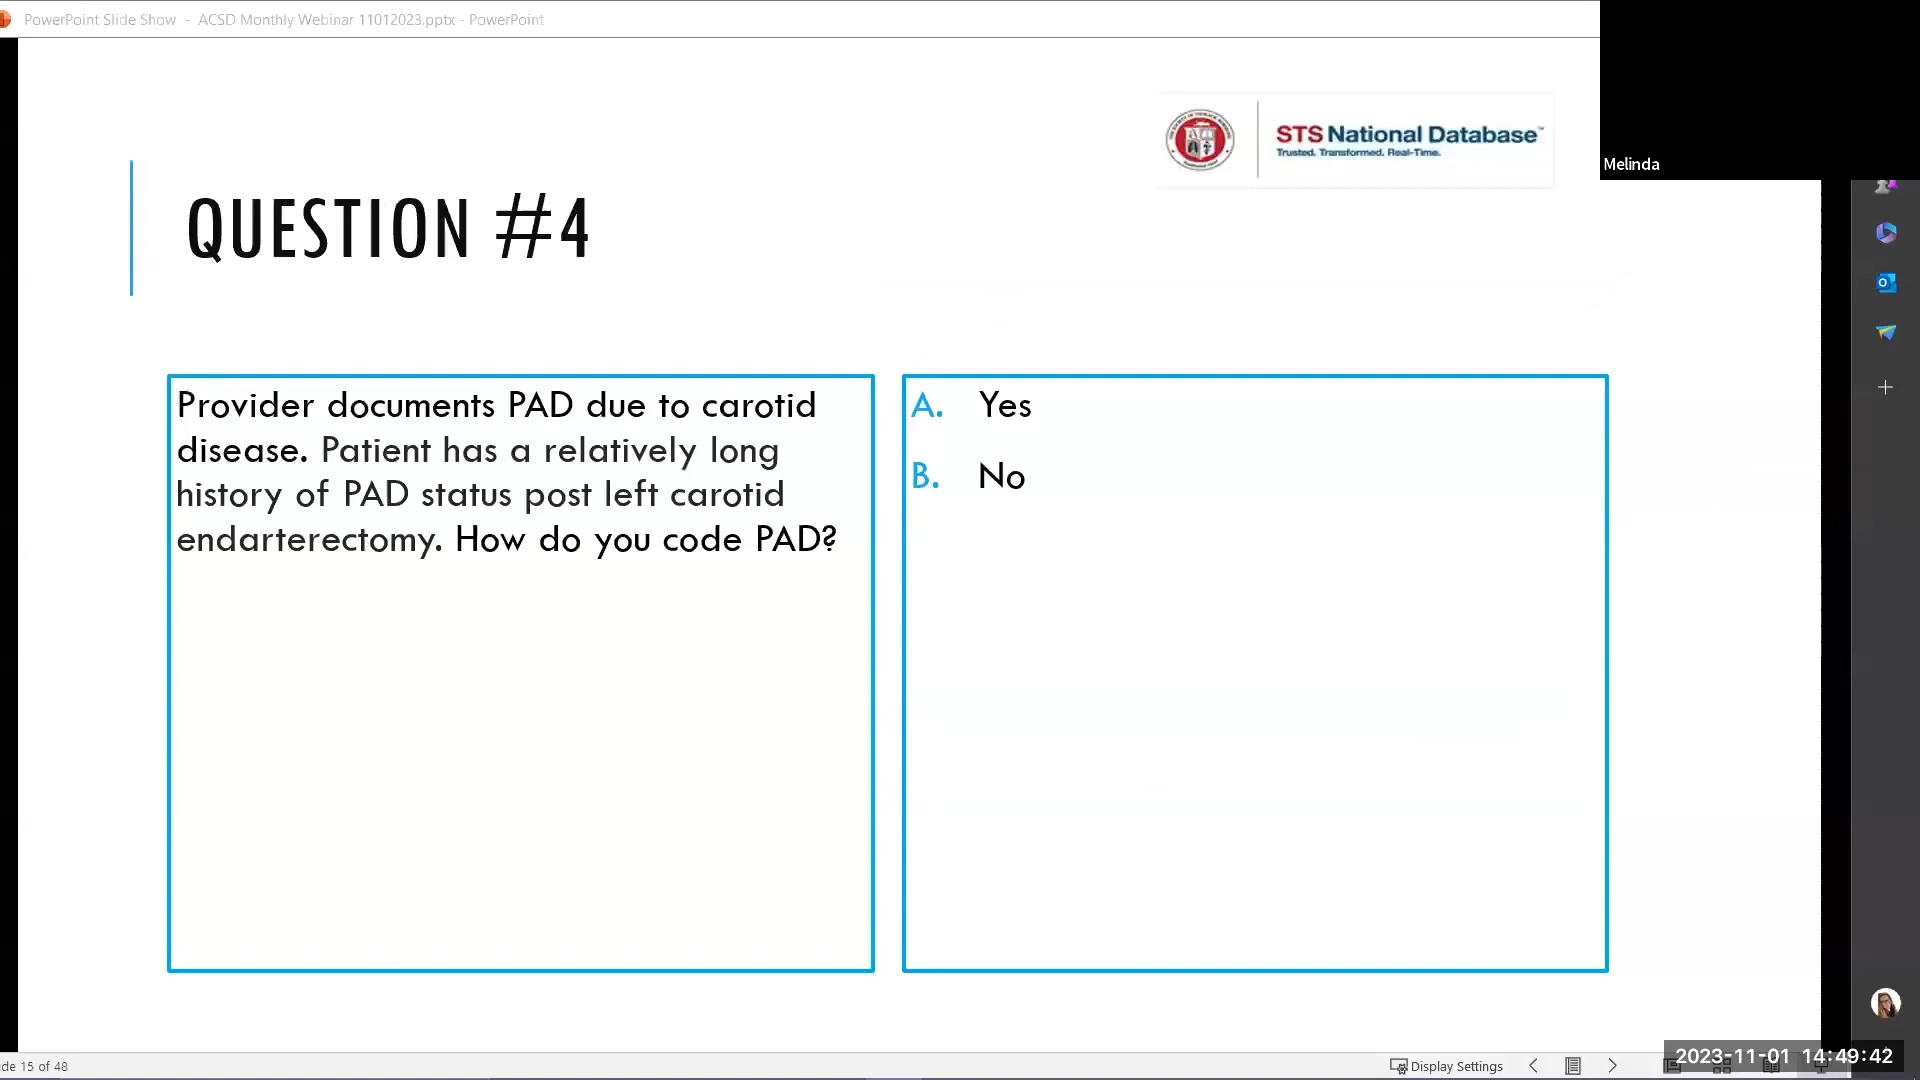 PowerPoint Slide Show - ACSD Monthly Webinar 11012023.pptx - PowerPoint
STS National Database™
Trusted. Transformed. Real-Time.
Melinda
QUESTION #4
Provider documents PAD due to carotid
disease. Patient has a relatively long
history of PAD status post left carotid
endarterectomy. How do you code PAD?
A. Yes
B. No
de 15 of 48
Display Settings
2023-11-01 14:49:42